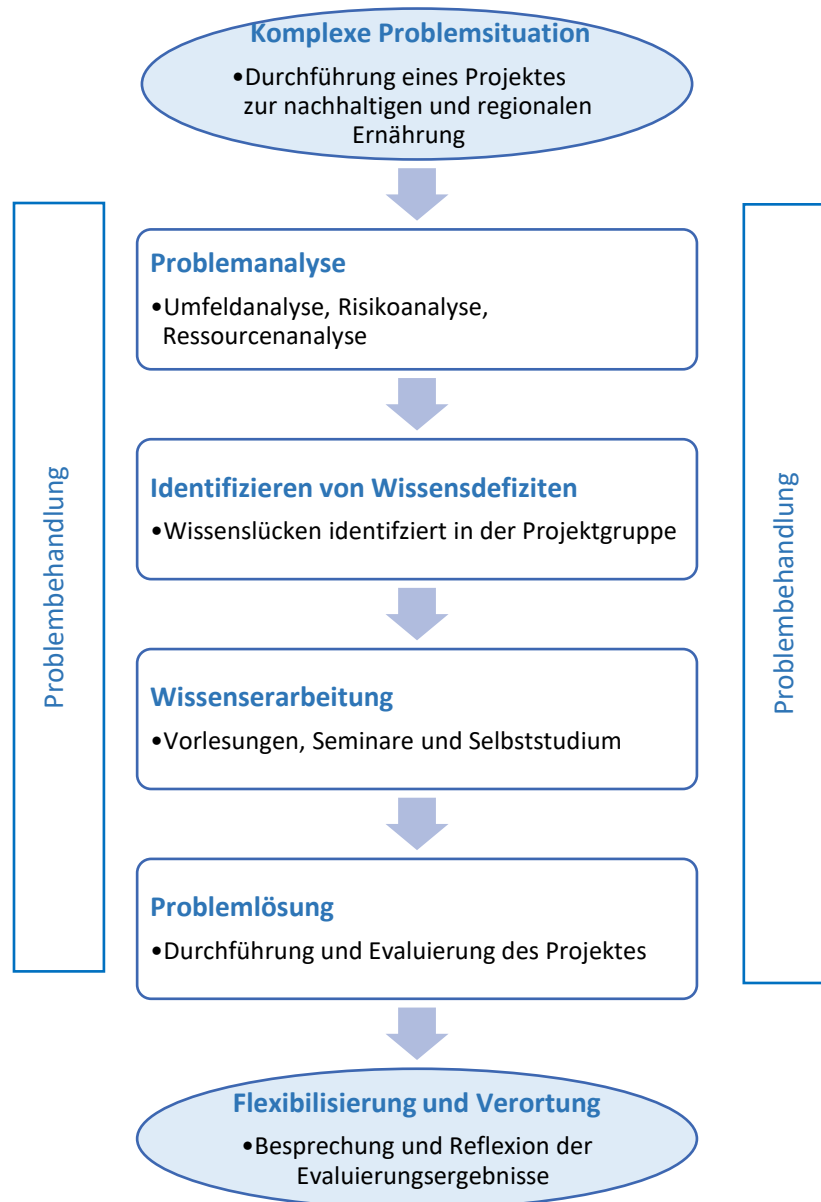 Komplexe Problemsituation
•Durchführung eines Projektes
zur nachhaltigen und regionalen
Ernährung
Problembehandlung
Problemanalyse
•Umfeldanalyse, Risikoanalyse,
Ressourcenanalyse
Identifizieren von Wissensdefiziten
•Wissenslücken identifziert in der Projektgruppe
Wissenserarbeitung
•Vorlesungen, Seminare und Selbststudium
Problemlösung
•Durchführung und Evaluierung des Projektes
Problembehandlung
Flexibilisierung und Verortung
•Besprechung und Reflexion der
Evaluierungsergebnisse